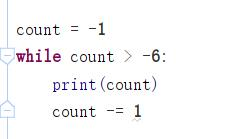 count = -1
while count > -6:
    print(count)
    count -= 1